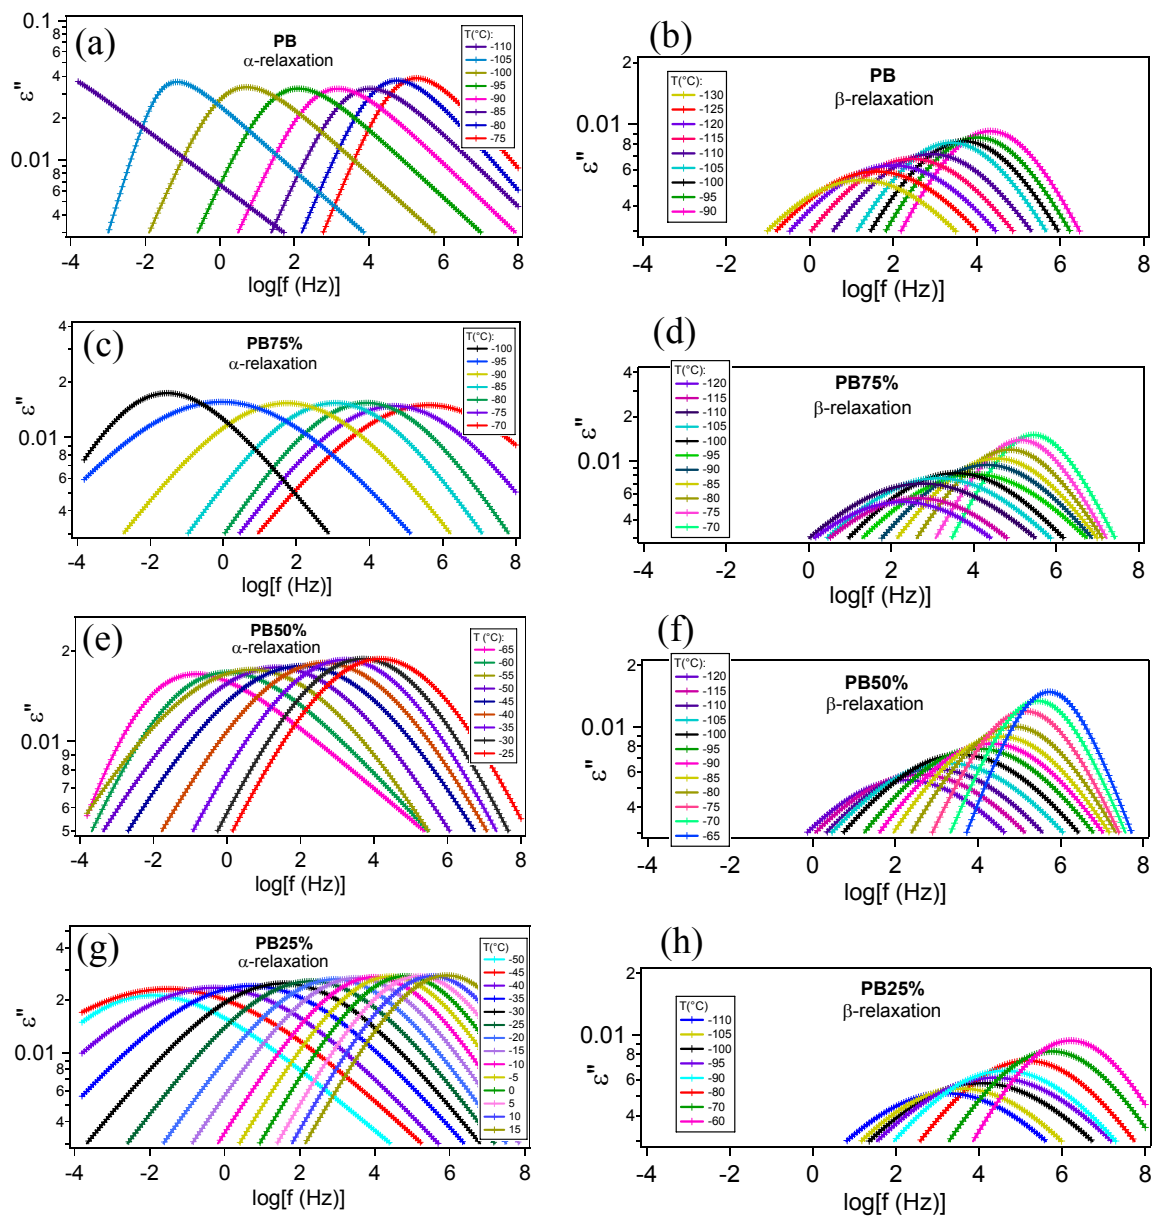 (a)
PB
α-relaxation
T(°C):
-110
-105
-100
-95
-90
-85
-80
-75
0.1
8
6
4
2
0.01
8
6
4
ε"
-4 -2 0 2 4 6 8
log[f (Hz)]
(b)
PB
β-relaxation
T(°C):
-130
-125
-120
-115
-110
-105
-100
-95
-90
2
0.01
8
6
4
ε"
-4 -2 0 2 4 6 8
log[f (Hz)]
(c)
PB75%
α-relaxation
T(°C):
-100
-95
-90
-85
-80
-75
-70
4
2
0.01
8
6
4
ε"
-4 -2 0 2 4 6 8
log[f (Hz)]
(d)
PB75%
β-relaxation
T(°C):
-120
-115
-110
-105
-100
-95
-90
-85
-80
-75
-70
4
2
0.01
8
6
4
ε"
-4 -2 0 2 4 6 8
log[f (Hz)]
(e)
PB50%
α-relaxation
T (°C):
-65
-60
-55
-50
-45
-40
-35
-30
-25
2
0.01
9
8
7
6
5
ε"
-4 -2 0 2 4 6 8
log[f (Hz)]
(f)
PB50%
β-relaxation
T(°C):
-120
-115
-110
-105
-100
-95
-90
-85
-80
-75
-70
-65
2
0.01
8
6
4
ε"
-4 -2 0 2 4 6 8
log[f (Hz)]
(g)
PB25%
α-relaxation
T(°C)
-50
-45
-40
-35
-30
-25
-20
-15
-10
-5
0
5
10
15
4
2
0.01
8
6
4
ε"
-4 -2 0 2 4 6 8
log[f (Hz)]
(h)
PB25%
β-relaxation
T(°C)
-110
-105
-100
-95
-90
-80
-70
-60
2
0.01
8
6
4
ε"
-4 -2 0 2 4 6 8
log[f (Hz)]